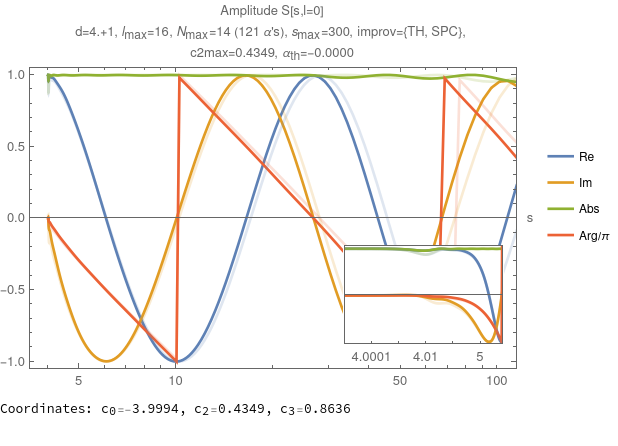 Amplitude S[s,l=0]
d=4.+1, lmax=16, Nmax=14 (121 α's), smax=300, improv={TH, SPC},
c2max=0.4349, αth=-0.0000
1.0
0.5
0.0
-0.5
-1.0
s
Re
Im
Abs
Arg/π
4.0001 4.01 5
5 10 50 100
Coordinates: c0=-3.9994, c2=0.4349, c3=0.8636